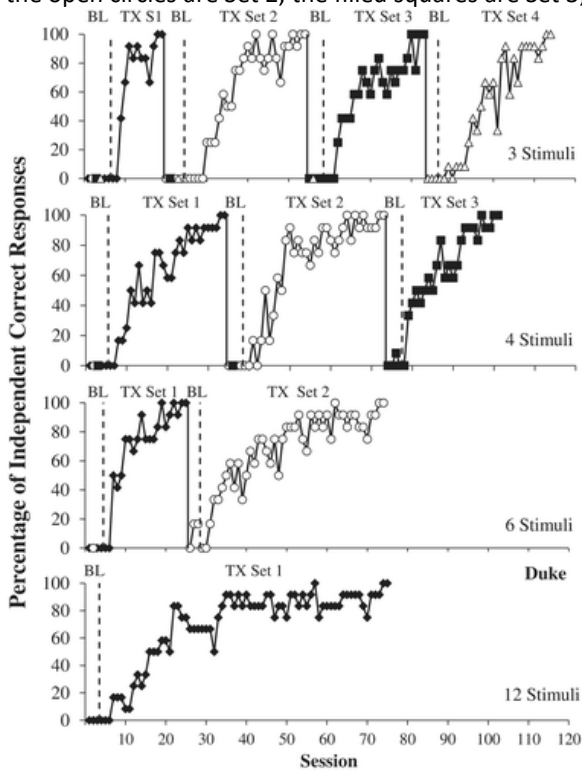 the open circles are Set 2, the filled squares are Set 3,
BL TX S1 BL TX Set 2 BL TX Set 3 BL TX Set 4
100
80
60
40
20
0
3 Stimuli
BL TX Set 1 BL TX Set 2 BL TX Set 3
100
80
60
40
20
0
4 Stimuli
BL TX Set 1 BL TX Set 2
100
80
60
40
20
0
6 Stimuli
Duke
BL TX Set 1
100
80
60
40
20
0
12 Stimuli
10 20 30 40 50 60 70 80 90 100 110 120
Session
Percentage of Independent Correct Responses